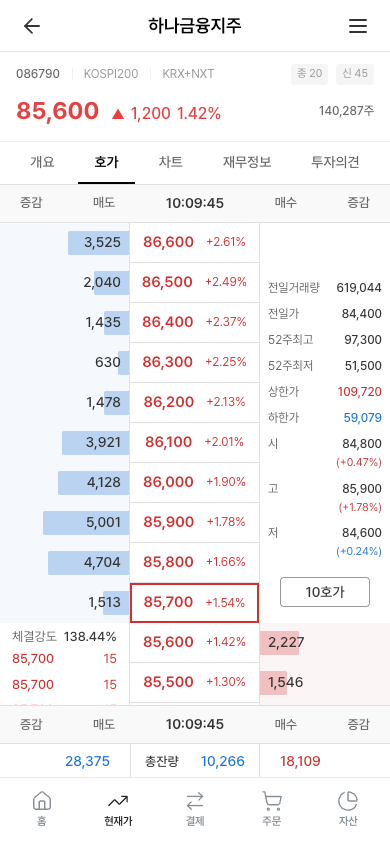 하나금융지주
086790 KOSPI200 KRX+NXT 종 20 신 45
85,600 ▲ 1,200 1.42% 140,287주
개요 호가 차트 재무정보 투자의견
증감 매도 10:09:45 매수 증감
3,525 86,600 +2.61%
2,040 86,500 +2.49%
1,435 86,400 +2.37%
630 86,300 +2.25%
1,478 86,200 +2.13%
3,921 86,100 +2.01%
4,128 86,000 +1.90%
5,001 85,900 +1.78%
4,704 85,800 +1.66%
1,513 85,700 +1.54%
전일거래량 619,044
전일가 84,400
52주최고 97,300
52주최저 51,500
상한가 109,720
하한가 59,079
시 84,800
(+0.47%)
고 85,900
(+1.78%)
저 84,600
(+0.24%)
10호가
체결강도 138.44%
85,700 15
85,700 15
85,600 +1.42% 2,227
85,500 +1.30% 1,546
증감 매도 10:09:45 매수 증감
28,375 총잔량 10,266 18,109
홈 현재가 결제 주문 자산